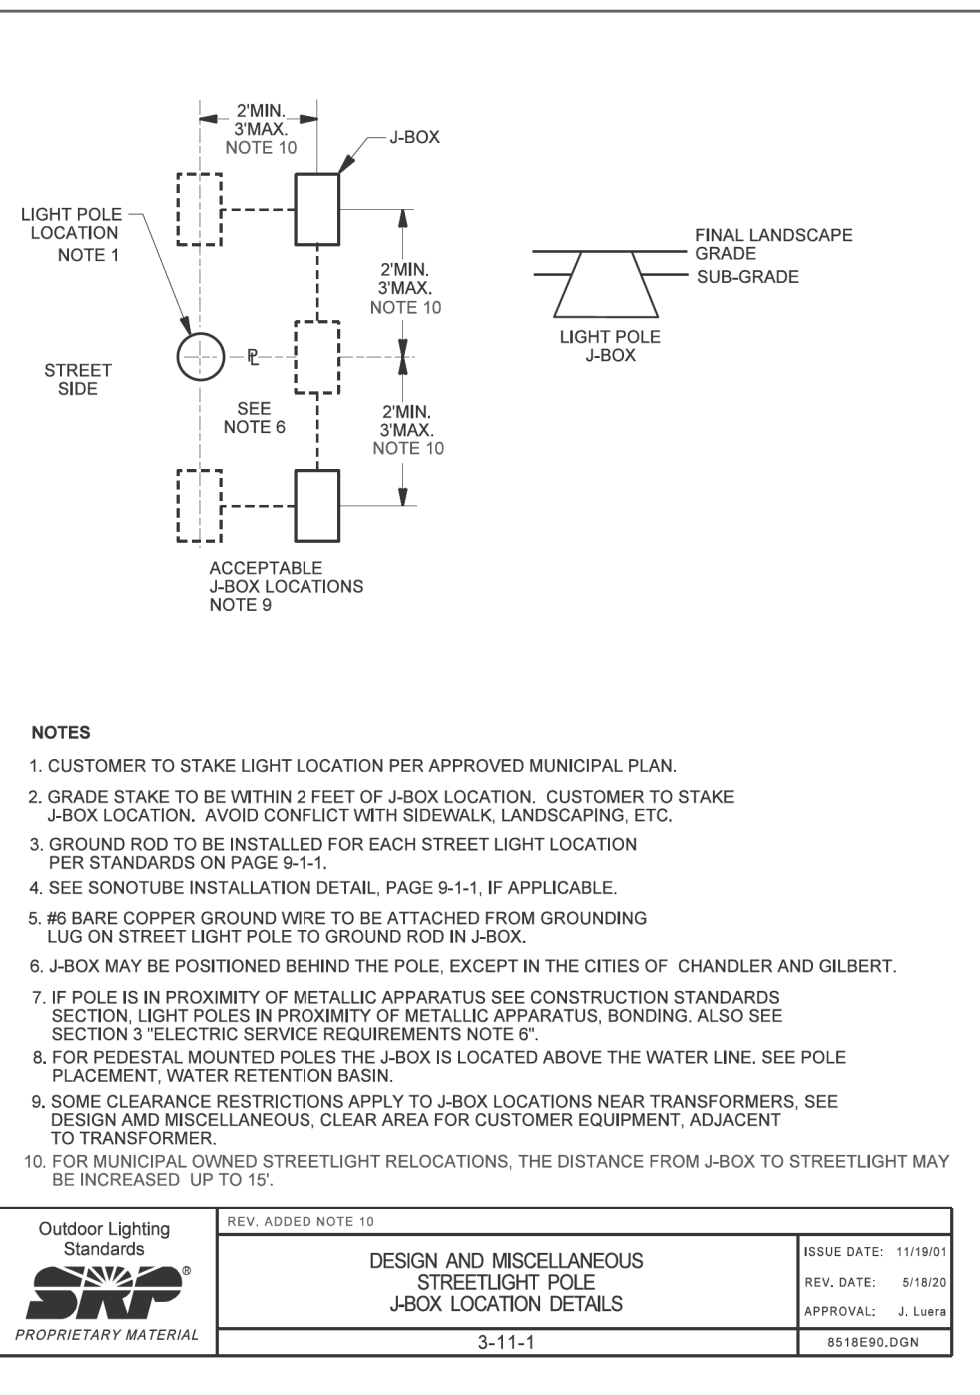 2'MIN.
3'MAX.
NOTE 10
J-BOX
LIGHT POLE
LOCATION
NOTE 1
2'MIN.
3'MAX.
NOTE 10
FINAL LANDSCAPE
GRADE
SUB-GRADE
LIGHT POLE
J-BOX
STREET
SIDE
PL
SEE
NOTE 6
2'MIN.
3'MAX.
NOTE 10
ACCEPTABLE
J-BOX LOCATIONS
NOTE 9
NOTES
1. CUSTOMER TO STAKE LIGHT LOCATION PER APPROVED MUNICIPAL PLAN.
2. GRADE STAKE TO BE WITHIN 2 FEET OF J-BOX LOCATION. CUSTOMER TO STAKE
J-BOX LOCATION. AVOID CONFLICT WITH SIDEWALK, LANDSCAPING, ETC.
3. GROUND ROD TO BE INSTALLED FOR EACH STREET LIGHT LOCATION
PER STANDARDS ON PAGE 9-1-1.
4. SEE SONOTUBE INSTALLATION DETAIL, PAGE 9-1-1, IF APPLICABLE.
5. #6 BARE COPPER GROUND WIRE TO BE ATTACHED FROM GROUNDING
LUG ON STREET LIGHT POLE TO GROUND ROD IN J-BOX.
6. J-BOX MAY BE POSITIONED BEHIND THE POLE, EXCEPT IN THE CITIES OF CHANDLER AND GILBERT.
7. IF POLE IS IN PROXIMITY OF METALLIC APPARATUS SEE CONSTRUCTION STANDARDS
SECTION, LIGHT POLES IN PROXIMITY OF METALLIC APPARATUS, BONDING. ALSO SEE
SECTION 3 "ELECTRIC SERVICE REQUIREMENTS NOTE 6".
8. FOR PEDESTAL MOUNTED POLES THE J-BOX IS LOCATED ABOVE THE WATER LINE. SEE POLE
PLACEMENT, WATER RETENTION BASIN.
9. SOME CLEARANCE RESTRICTIONS APPLY TO J-BOX LOCATIONS NEAR TRANSFORMERS, SEE
DESIGN AMD MISCELLANEOUS, CLEAR AREA FOR CUSTOMER EQUIPMENT, ADJACENT
TO TRANSFORMER.
10. FOR MUNICIPAL OWNED STREETLIGHT RELOCATIONS, THE DISTANCE FROM J-BOX TO STREETLIGHT MAY
BE INCREASED UP TO 15'.
Outdoor Lighting
Standards
SRP®
PROPRIETARY MATERIAL
REV. ADDED NOTE 10
DESIGN AND MISCELLANEOUS
STREETLIGHT POLE
J-BOX LOCATION DETAILS
3-11-1
ISSUE DATE: 11/19/01
REV. DATE: 5/18/20
APPROVAL: J. Luera
8518E90.DGN